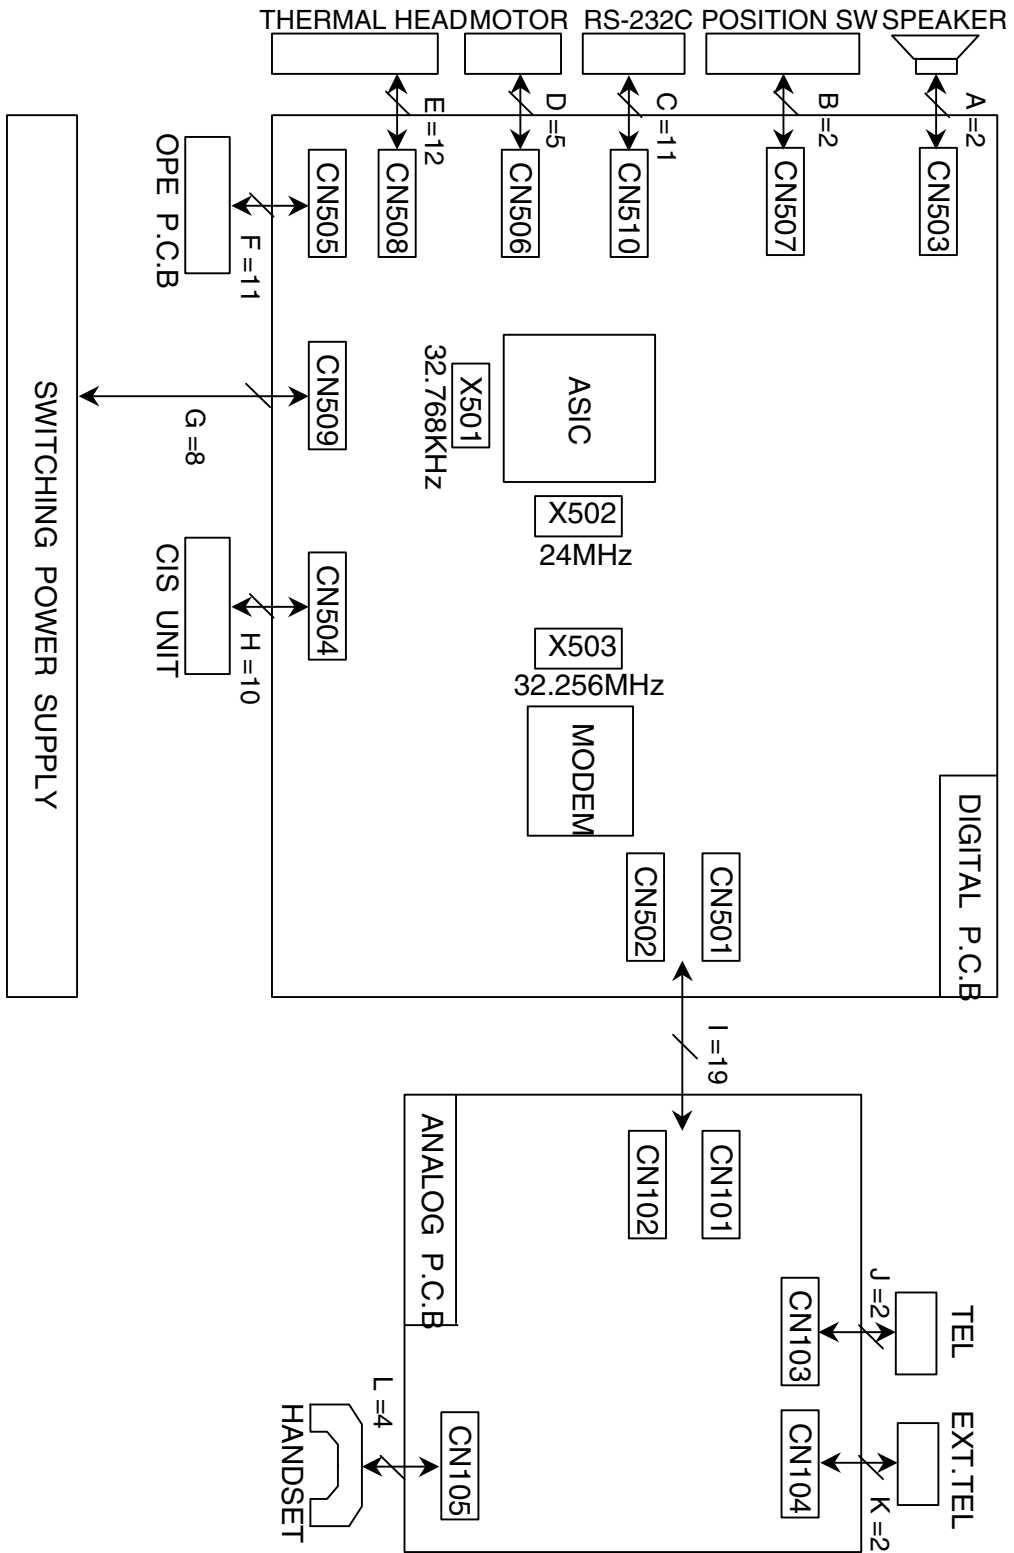 THERMAL HEAD
MOTOR
RS-232C
POSITION SW
SPEAKER
E =12
D =5
C =11
B =2
A =2
CN505
CN508
CN506
CN510
CN507
CN503
OPE P.C.B
F =11
CN509
G =8
X501
32.768KHz
ASIC
X502
24MHz
CN504
CIS UNIT
H =10
X503
32.256MHz
MODEM
SWITCHING POWER SUPPLY
DIGITAL P.C.B
CN502
CN501
I =19
ANALOG P.C.B
CN102
CN101
CN103
J =2
TEL
CN104
K =2
EXT.TEL
CN105
L =4
HANDSET